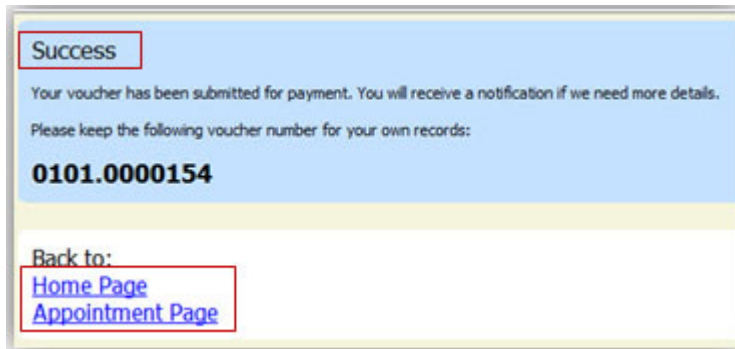 Success
Your voucher has been submitted for payment. You will receive a notification if we need more details.
Please keep the following voucher number for your own records:
0101.0000154
Back to:
Home Page
Appointment Page